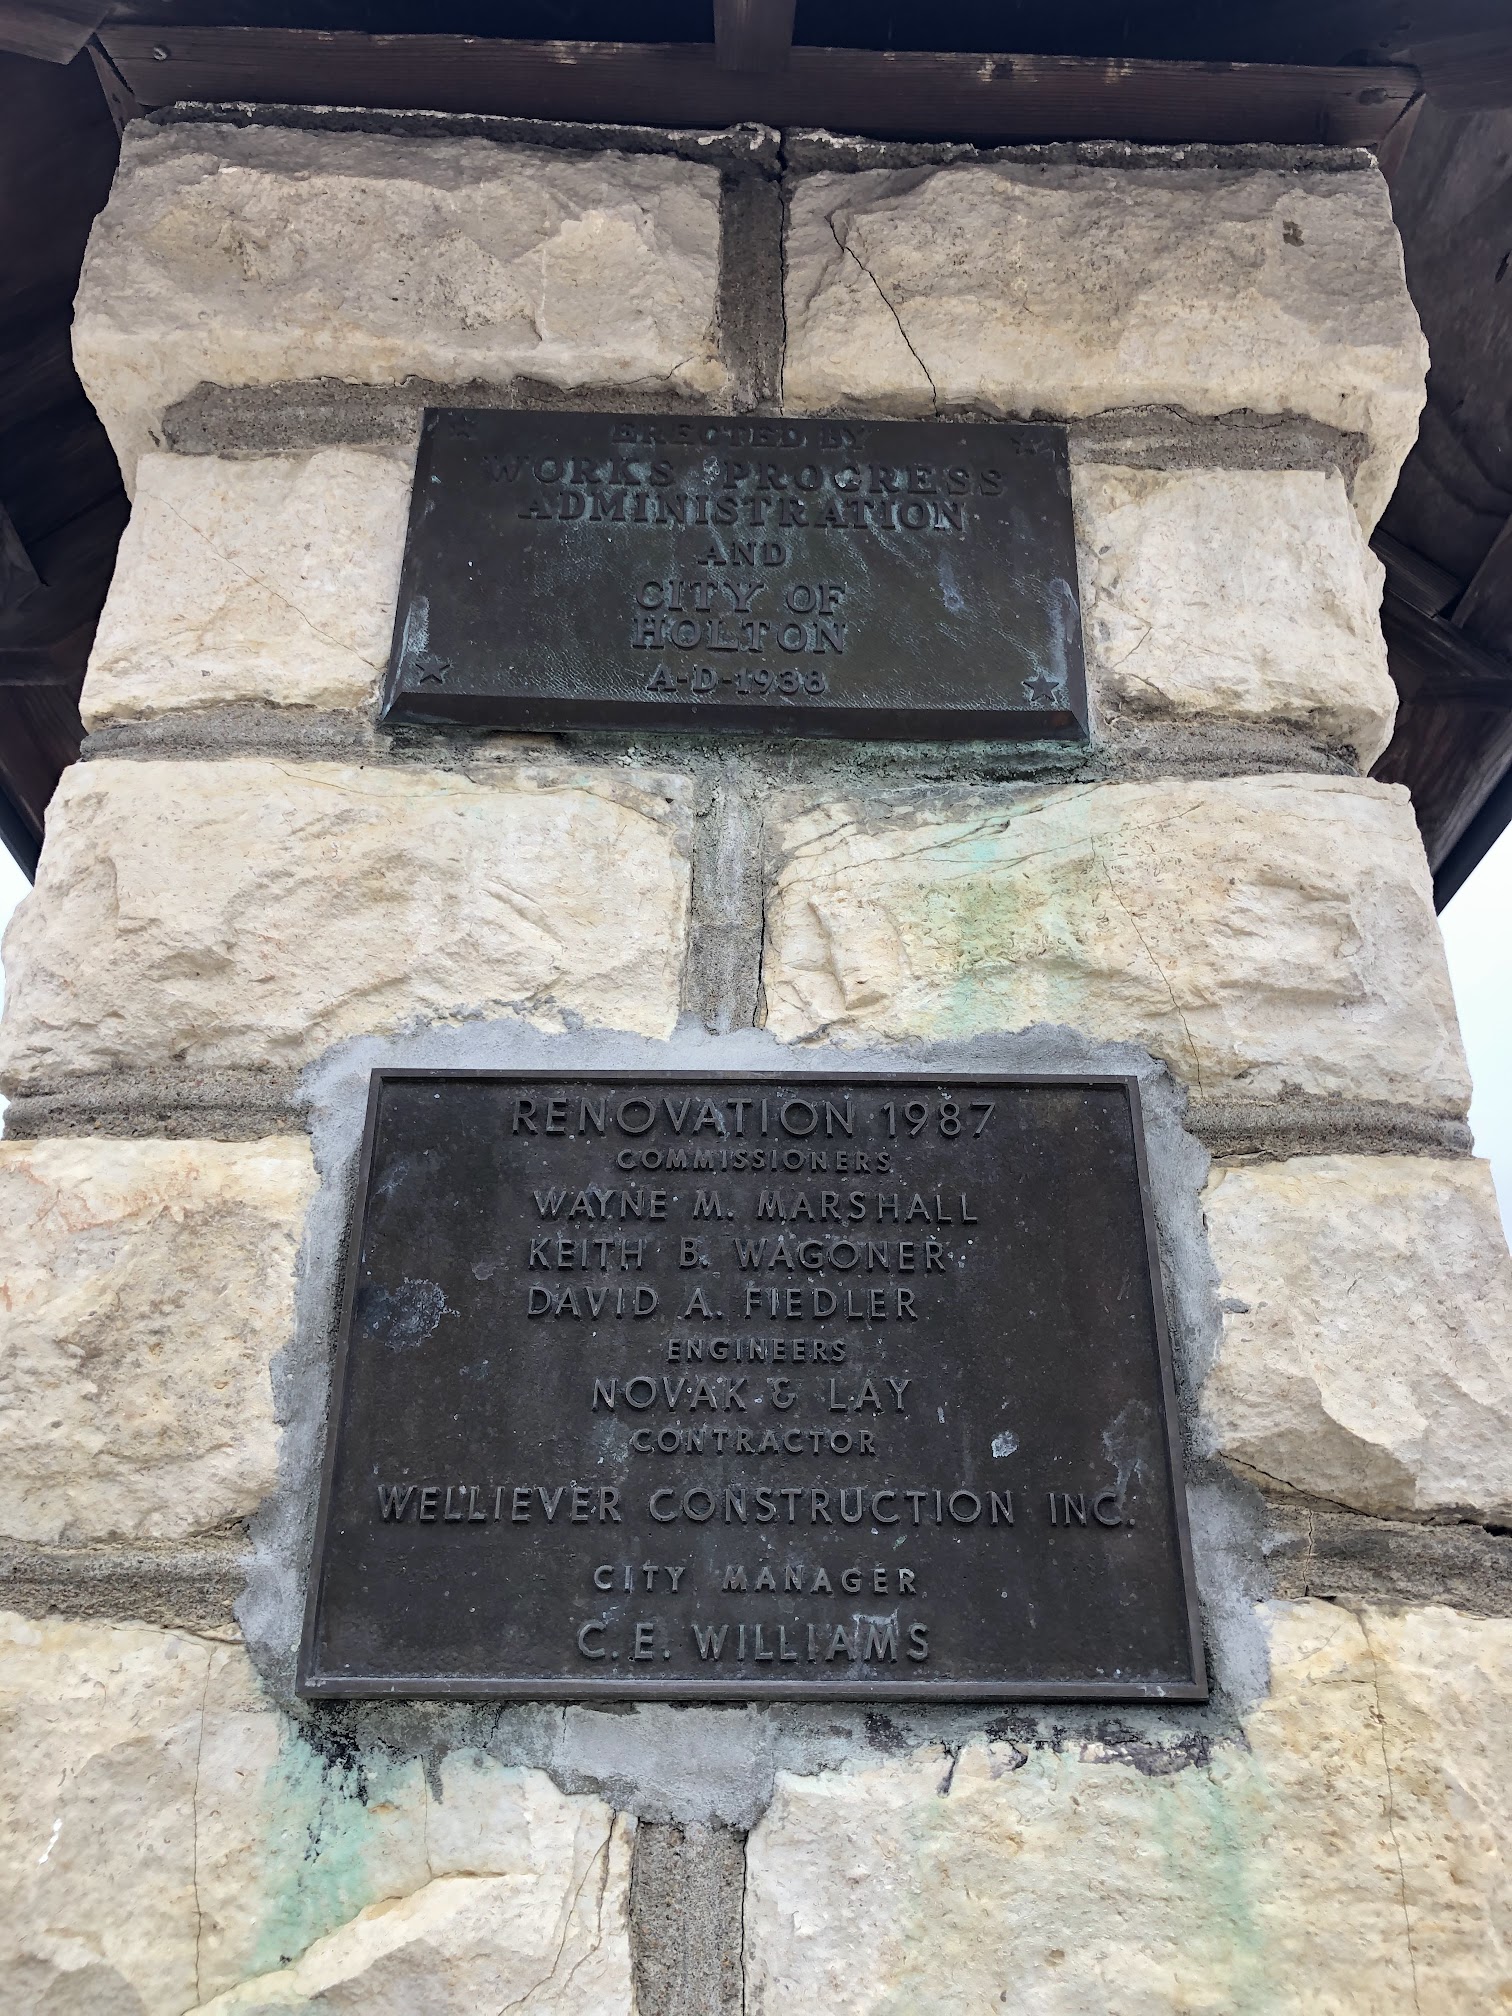 ERECTED BY
WORKS PROGRESS
ADMINISTRATION
AND
CITY OF
HOLTON
A-D-1938
RENOVATION 1987
COMMISSIONERS
WAYNE M. MARSHALL
KEITH B. WAGONER
DAVID A. FIEDLER
ENGINEERS
NOVAK & LAY
CONTRACTOR
WELLIEVER CONSTRUCTION INC.
CITY MANAGER
C.E. WILLIAMS